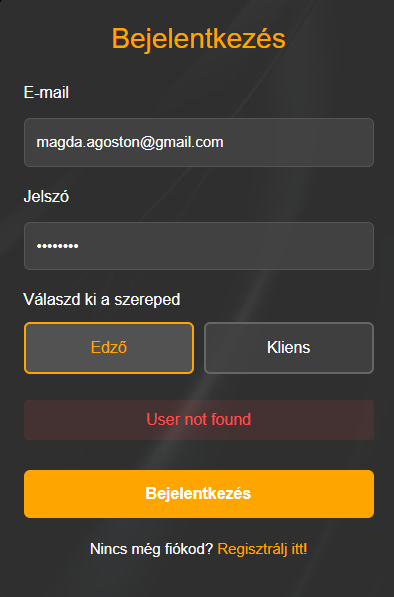 Bejelentkezés
E-mail
magda.agoston@gmail.com
Jelszó
••••••••
Válaszd ki a szereped
Edző
Kliens
User not found
Bejelentkezés
Nincs még fiókod? Regisztrálj itt!